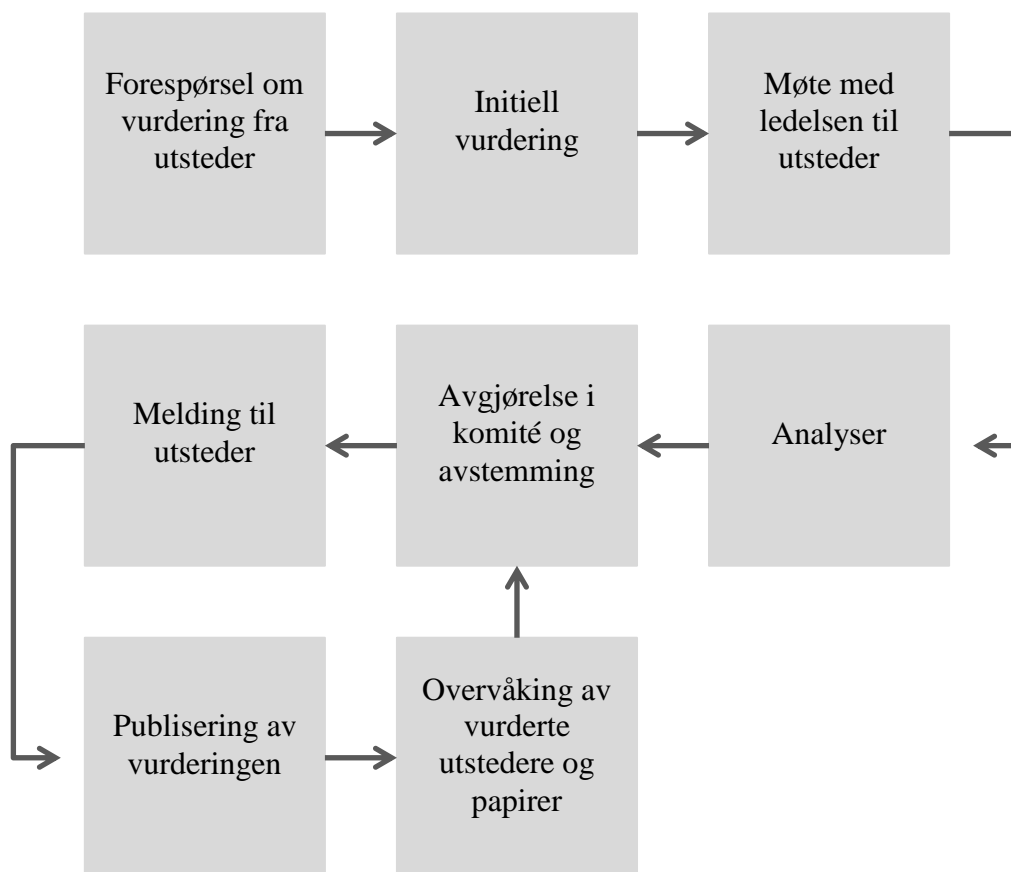 Forespørsel om
vurdering fra
utsteder
Initiell
vurdering
Møte med
ledelsen til
utsteder
Melding til
utsteder
Avgjørelse i
komité og
avstemming
Analyser
Publisering av
vurderingen
Overvåking av
vurderte
utstedere og
papirer